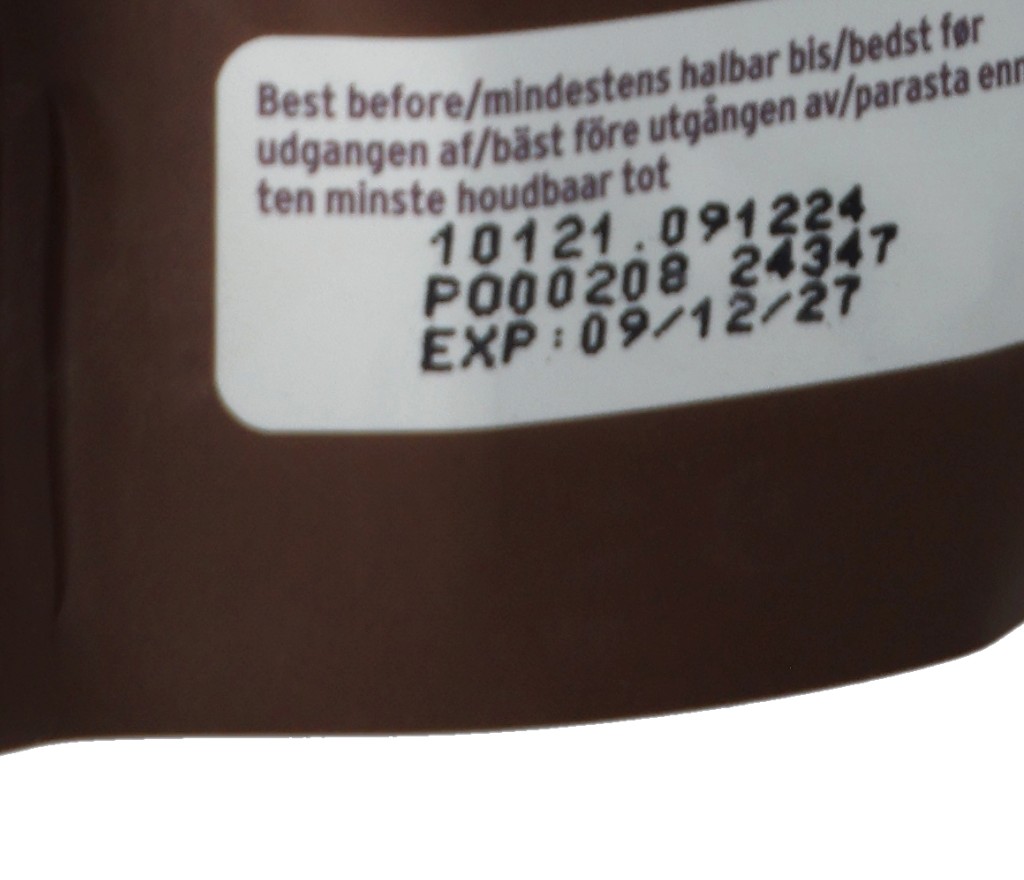 Best before/mindestens halbar bis/bedst før
udgangen af/bäst före utgången av/parasta enn
ten minste houdbaar tot
10121.091224
P000208 24347
EXP:09/12/27